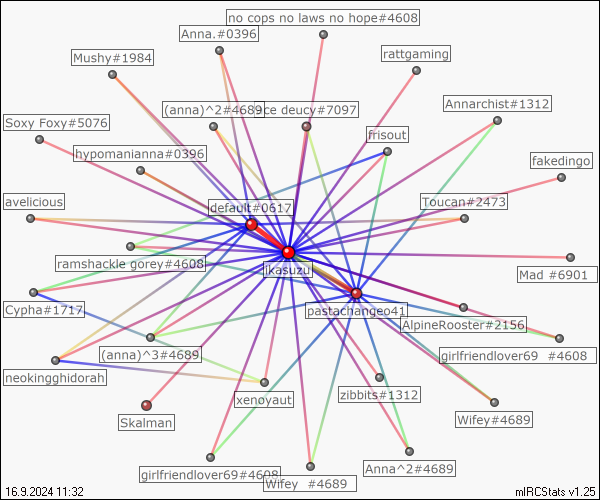 no cops no laws no hope#4608
Anna.#0396
Mushy#1984
rattgaming
(anna)^2#4689
ce deucy#7097
Annarchist#1312
Soxy Foxy#5076
frisout
hypomanianna#0396
fakedingo
avelicious
default#0617
Toucan#2473
ramshackle gorey#4608
ikasuzu
Mad #6901
Cypha#1717
pastachangeo41
AlpineRooster#2156
(anna)^3#4689
girlfriendlover69 #4608
neokingghidorah
xenoyaut
zibbits#1312
Skalman
Wifey#4689
girlfriendlover69#4608
Anna^2#4689
Wifey #4689
16.9.2024 11:32
mIRCStats v1.25